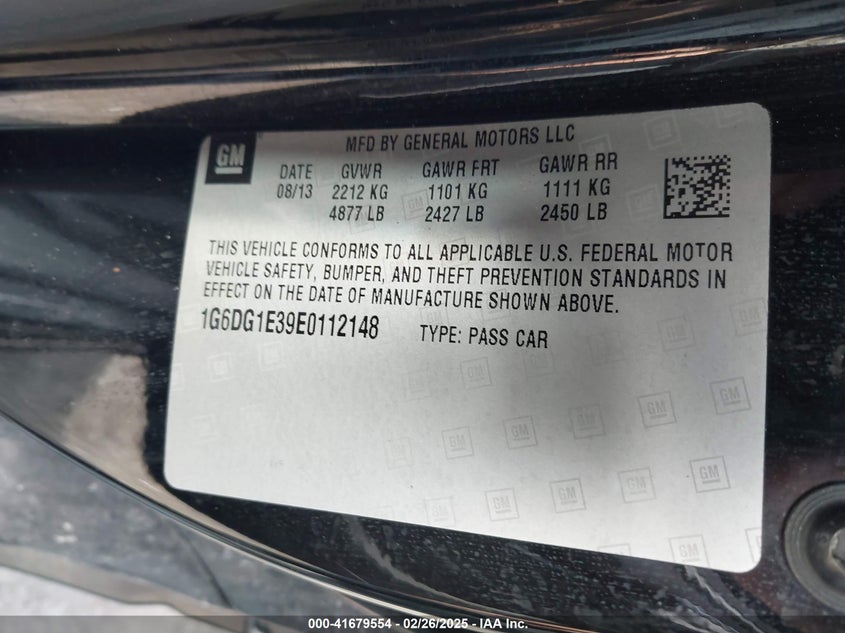 GM
MFD BY GENERAL MOTORS LLC
DATE GVWR GAWR FRT GAWR RR
08/13 2212 KG 1101 KG 1111 KG
4877 LB 2427 LB 2450 LB
THIS VEHICLE CONFORMS TO ALL APPLICABLE U.S. FEDERAL MOTOR
VEHICLE SAFETY, BUMPER, AND THEFT PREVENTION STANDARDS IN
EFFECT ON THE DATE OF MANUFACTURE SHOWN ABOVE.
1G6DG1E39E0112148 TYPE: PASS CAR
000-41679554 - 02/26/2025 - IAA Inc.